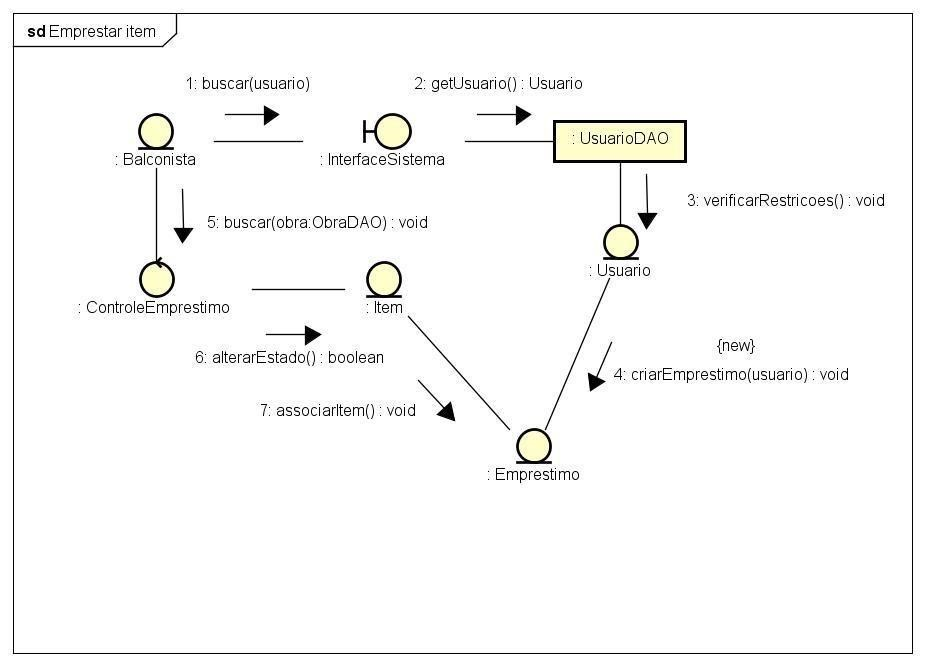 sd Emprestar item
1: buscar(usuario)
2: getUsuario() : Usuario
: Balconista
: InterfaceSistema
: UsuarioDAO
3: verificarRestricoes() : void
5: buscar(obra:ObraDAO) : void
: Usuario
: ControleEmprestimo
: Item
6: alterarEstado() : boolean
{new}
4: criarEmprestimo(usuario) : void
7: associarItem() : void
: Emprestimo